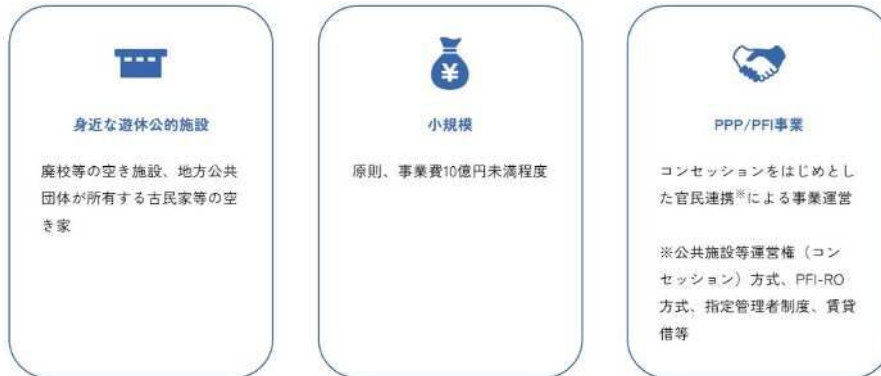 身近な遊休公的施設
廃校等の空き施設、地方公共
団体が所有する古民家等の空
き家
小規模
原則、事業費10億円未満程度
PPP/PFI事業
コンセッションをはじめとし
た官民連携※による事業運営
※公共施設等運営権（コン
セッション）方式、PFI-RO
方式、指定管理者制度、賃貸
借等